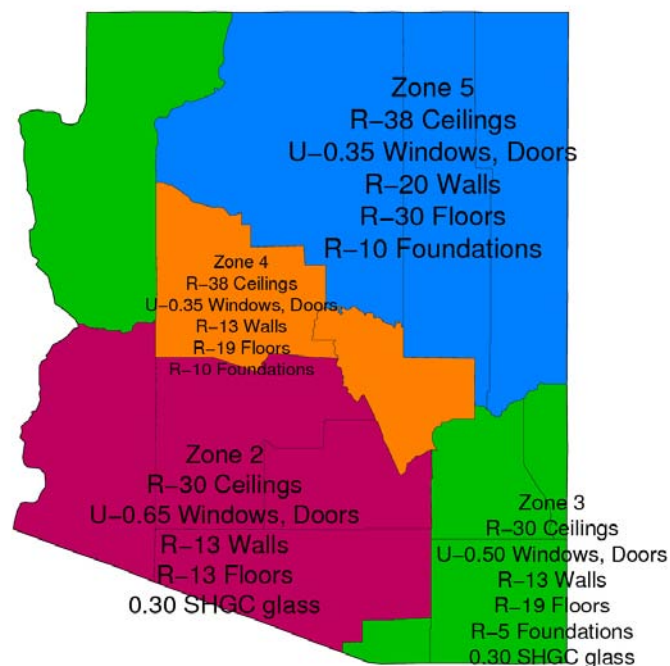 Zone 5
R-38 Ceilings
U-0.35 Windows, Doors
R-20 Walls
R-30 Floors
R-10 Foundations
Zone 4
R-38 Ceilings
U-0.35 Windows, Doors
R-13 Walls
R-19 Floors
R-10 Foundations
Zone 2
R-30 Ceilings
U-0.65 Windows, Doors
R-13 Walls
R-13 Floors
0.30 SHGC glass
Zone 3
R-30 Ceilings
U-0.50 Windows, Doors
R-13 Walls
R-19 Floors
R-5 Foundations
0.30 SHGC glass